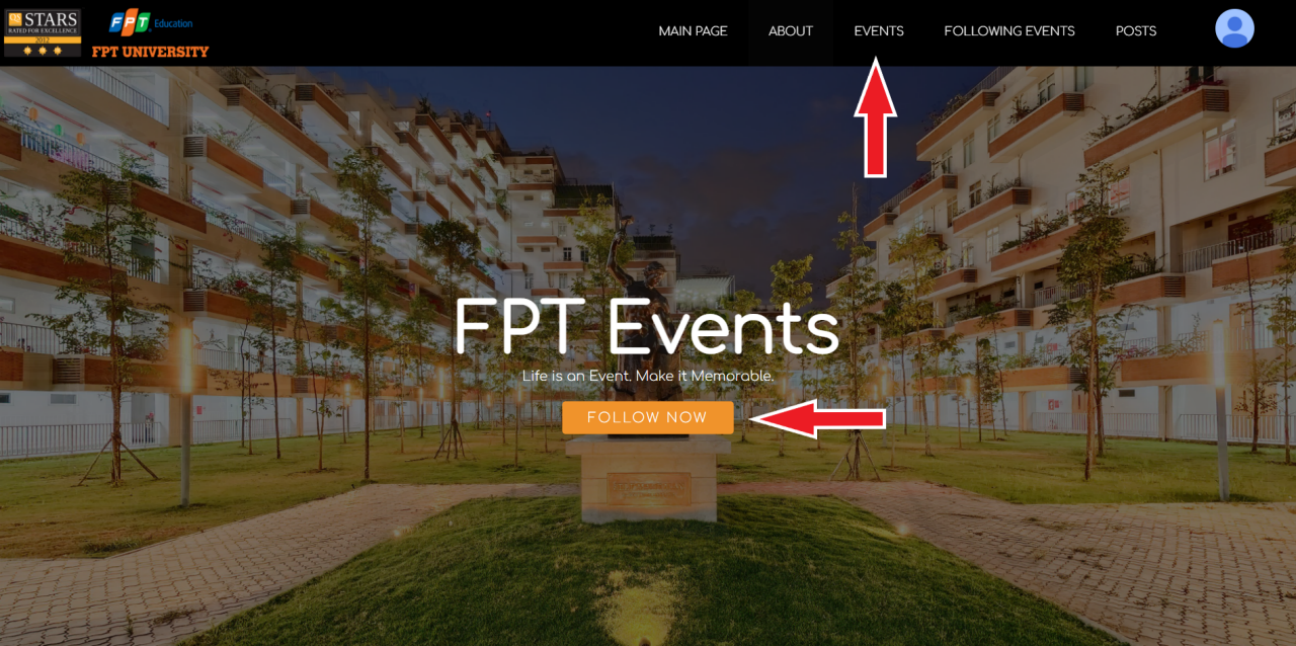 STARS
RATED FOR EXCELLENCE
2012
FPT Education
FPT UNIVERSITY
MAIN PAGE
ABOUT
EVENTS
FOLLOWING EVENTS
POSTS
FPT Events
Life is an Event. Make it Memorable.
FOLLOW NOW